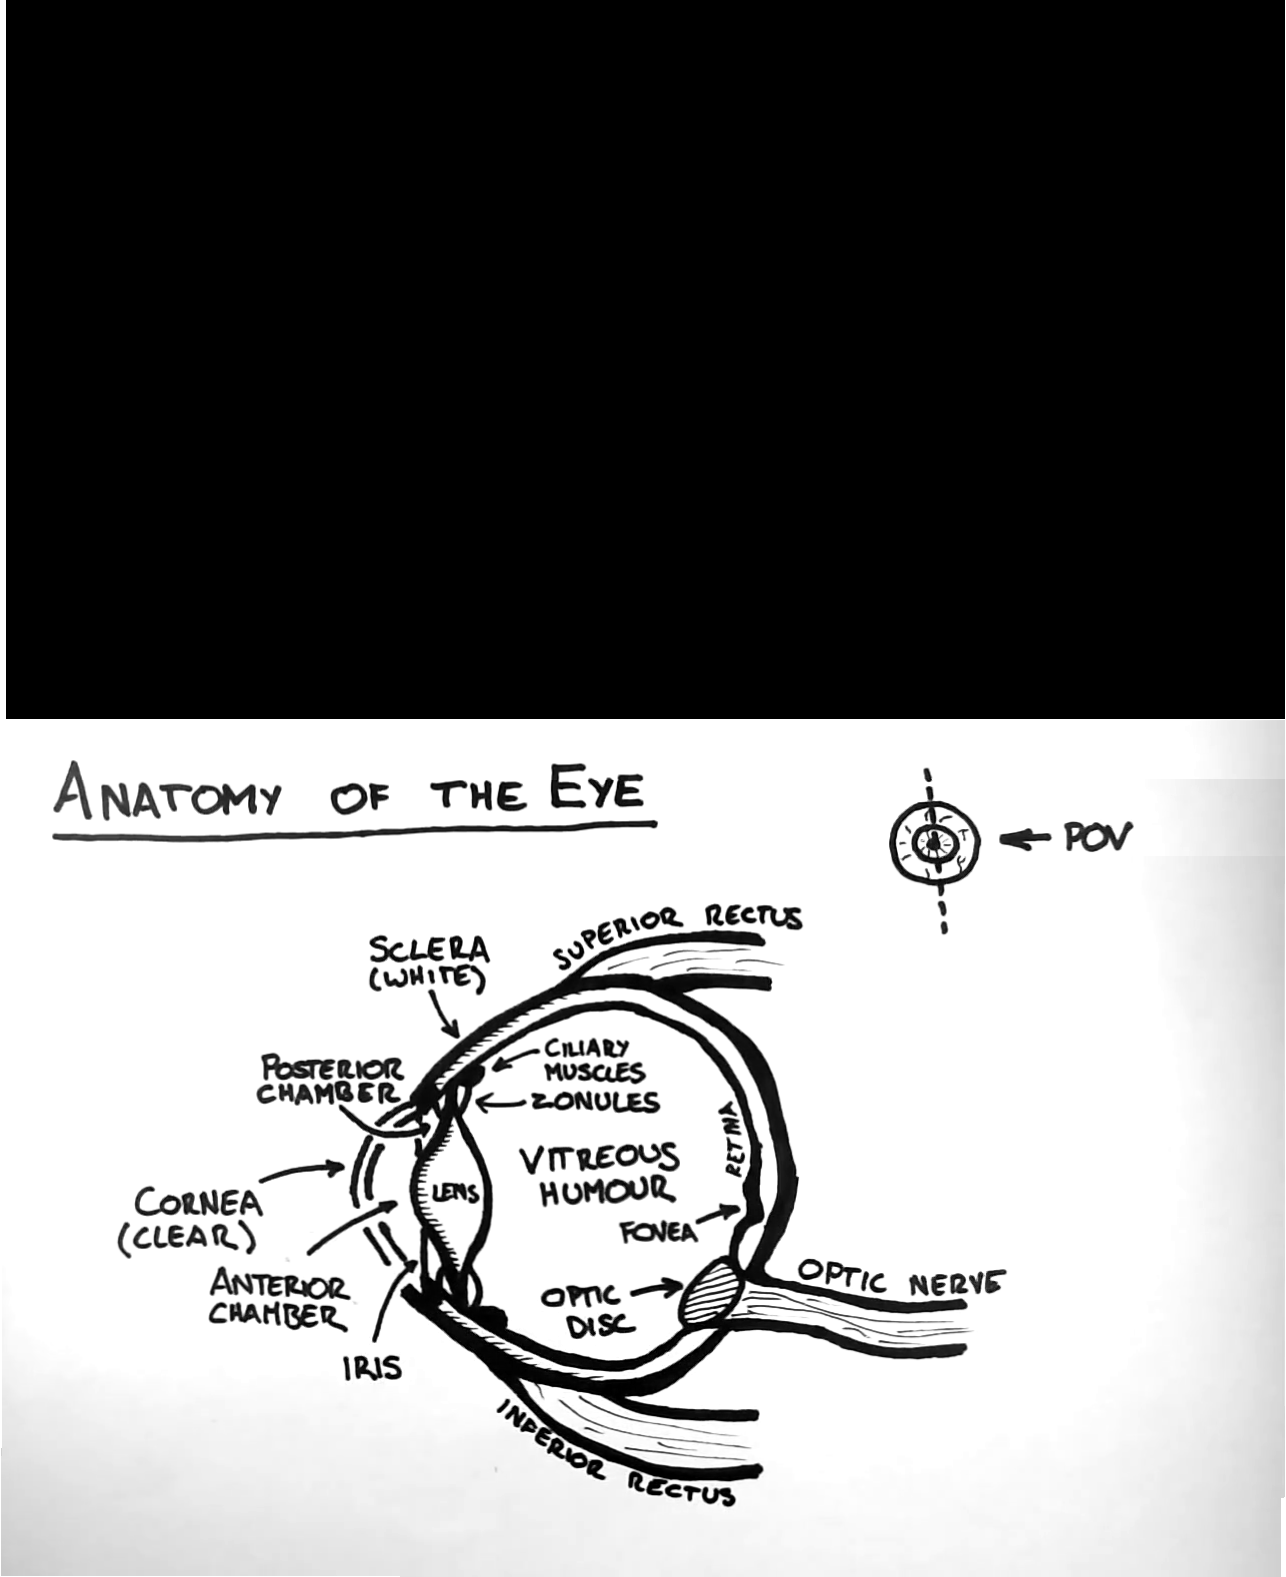 ANATOMY OF THE EYE
POV
SUPERIOR RECTUS
SCLERA
(WHITE)
CILIARY
MUSCLES
POSTERIOR
CHAMBER
ZONULES
RETINA
VITREOUS
HUMOUR
LENS
CORNEA
(CLEAR)
FOVEA
ANTERIOR
CHAMBER
OPTIC NERVE
OPTIC
DISC
IRIS
INFERIOR RECTUS